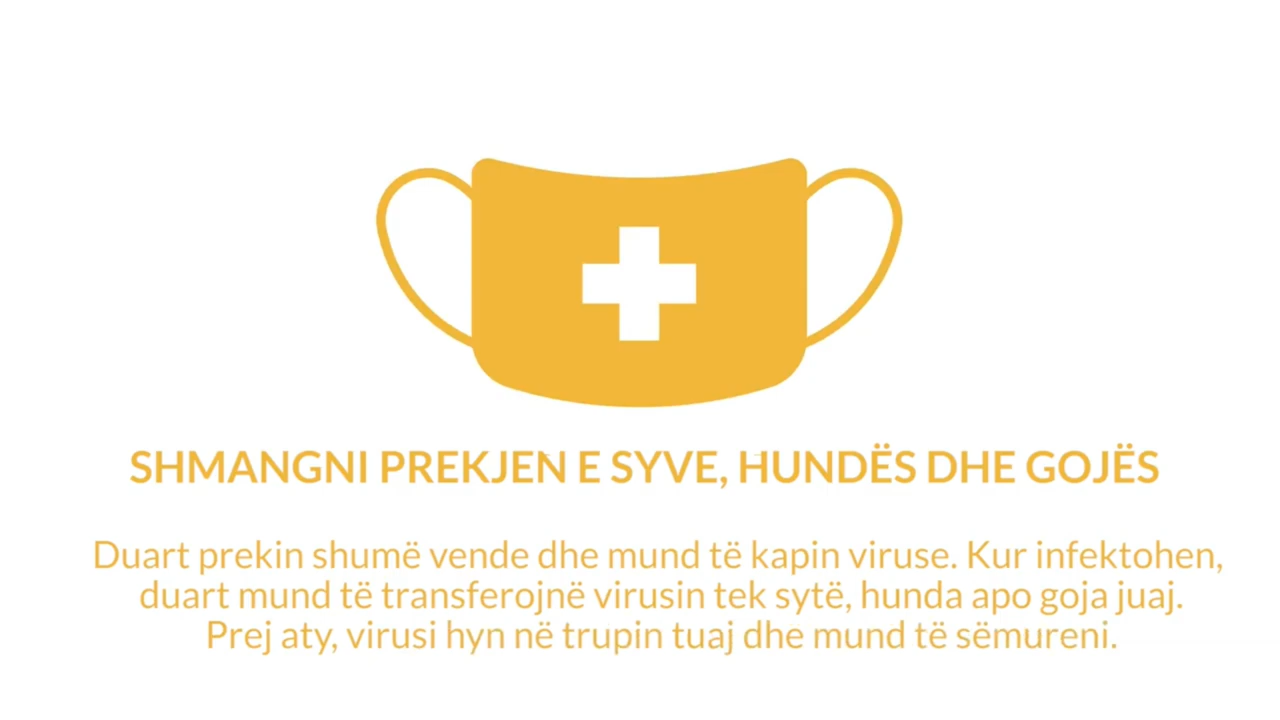 SHMANGNI PREKJEN E SYVE, HUNDËS DHE GOJËS
Duart prekin shumë vende dhe mund të kapin viruse. Kur infektohen,
duart mund të transferojnë virusin tek sytë, hunda apo goja juaj.
Prej aty, virusi hyn në trupin tuaj dhe mund të sëmureni.